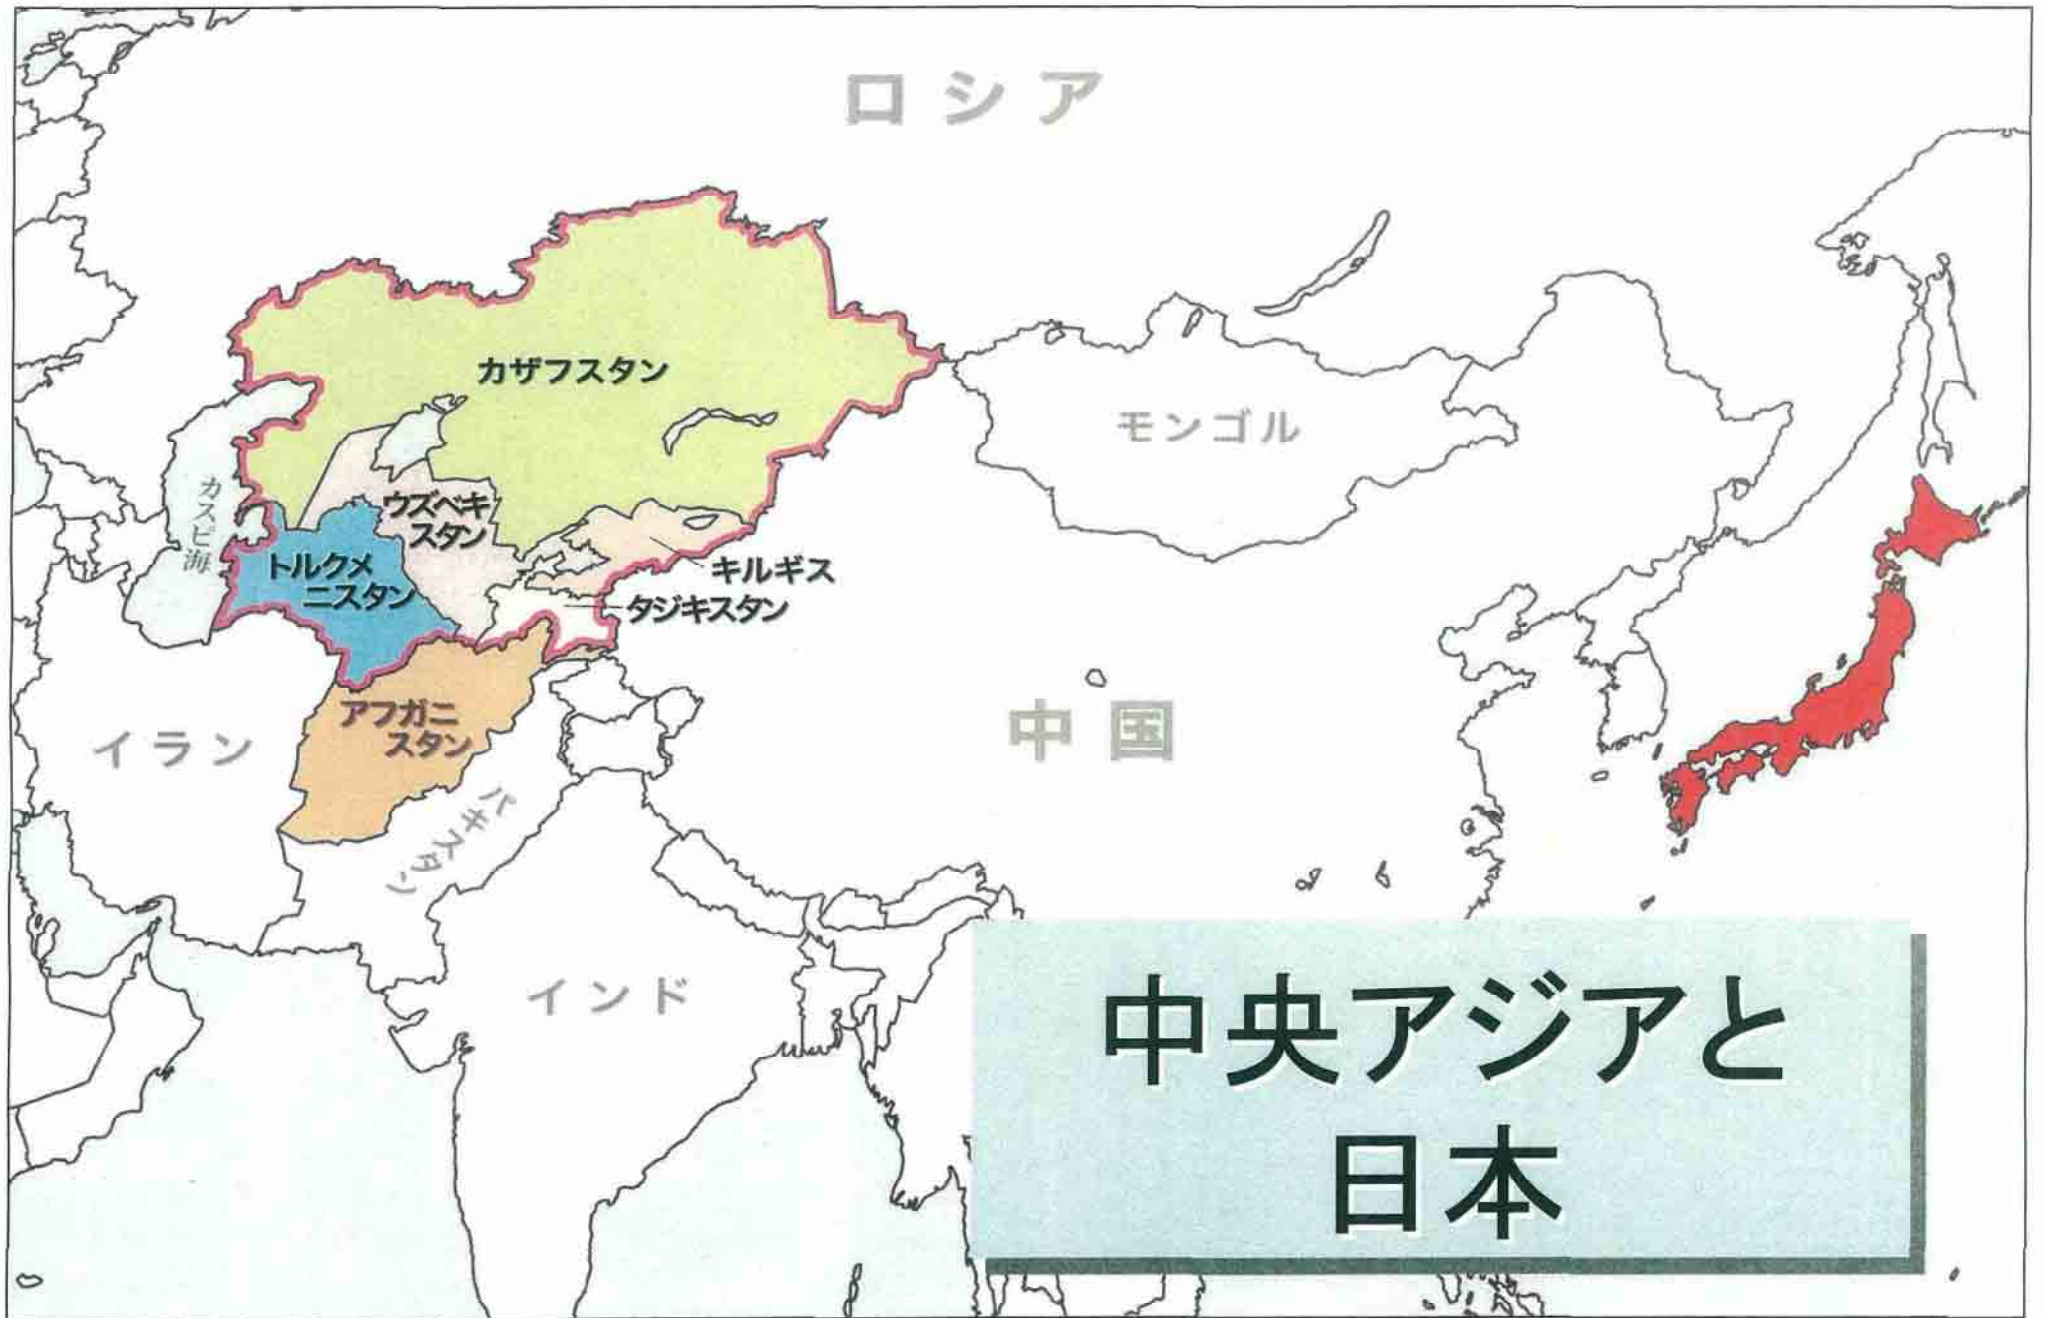 ロシア
カザフスタン
モンゴル
カスピ海
ウズベキ
スタン
トルクメ
ニスタン
キルギス
タジキスタン
アフガニ
スタン
イラン
中国
パキスタン
インド
中央アジアと
日本